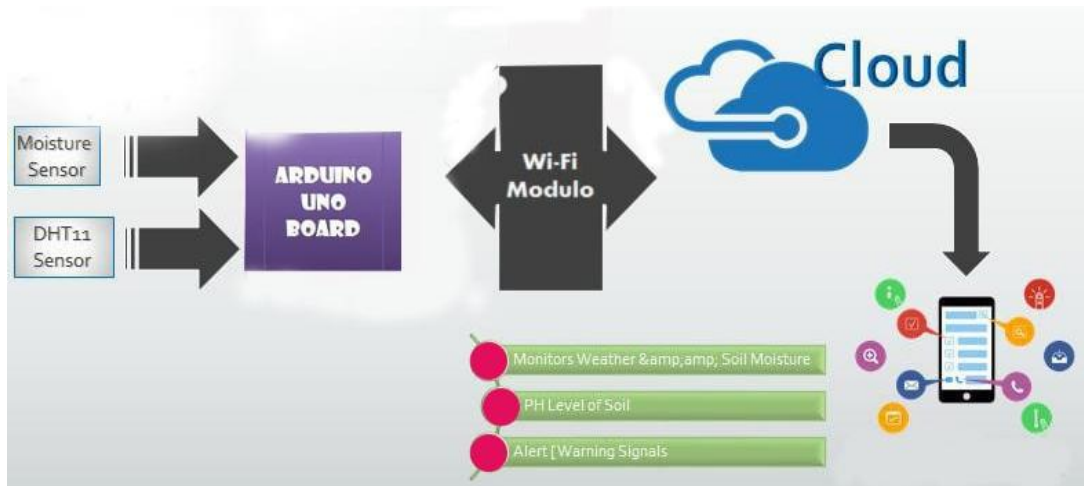 Cloud
Moisture
Sensor
DHT11
Sensor
ARDUINO
UNO
BOARD
Wi-Fi
Modulo
Monitors Weather &amp;amp; Soil Moisture
PH Level of Soil
Alert [Warning Signals